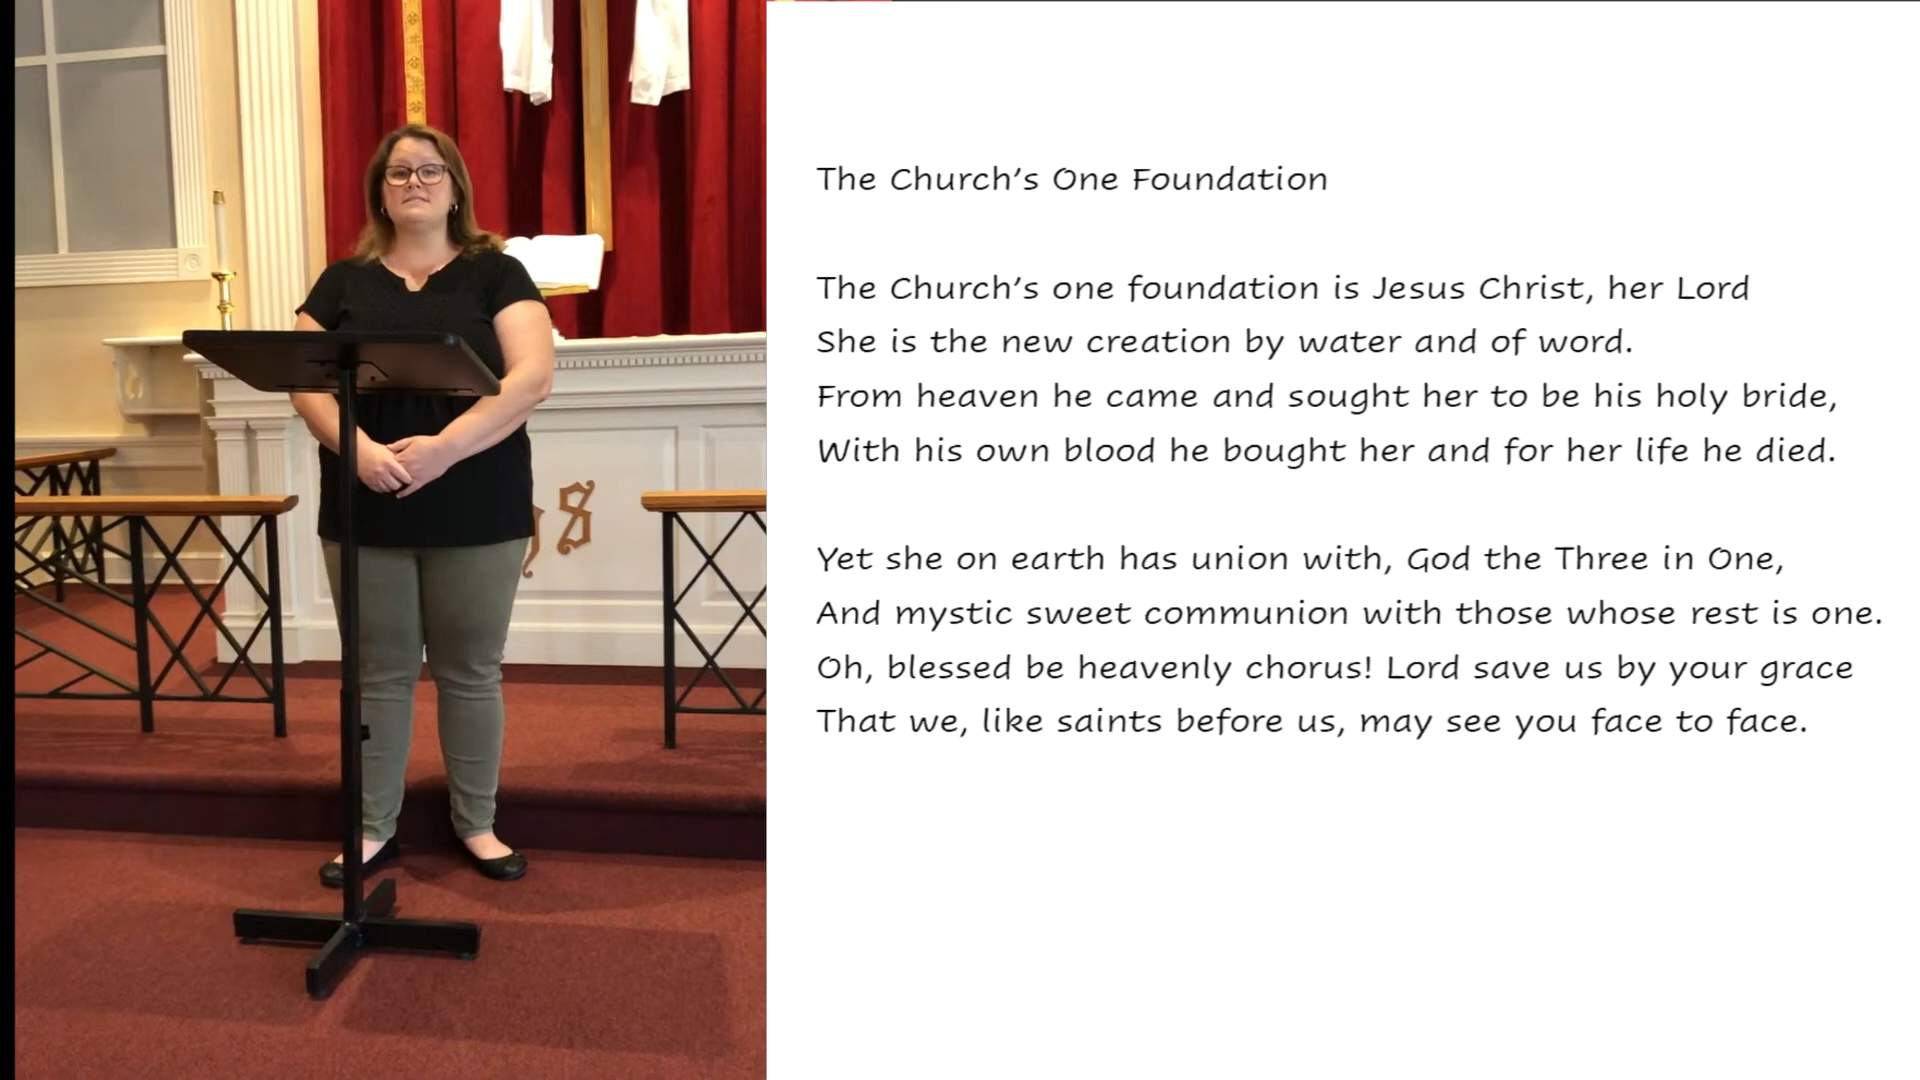 The Church's One Foundation
The Church's one foundation is Jesus Christ, her Lord
She is the new creation by water and of word.
From heaven he came and sought her to be his holy bride,
With his own blood he bought her and for her life he died.
Yet she on earth has union with, God the Three in One,
And mystic sweet communion with those whose rest is one.
Oh, blessed be heavenly chorus! Lord save us by your grace
That we, like saints before us, may see you face to face.